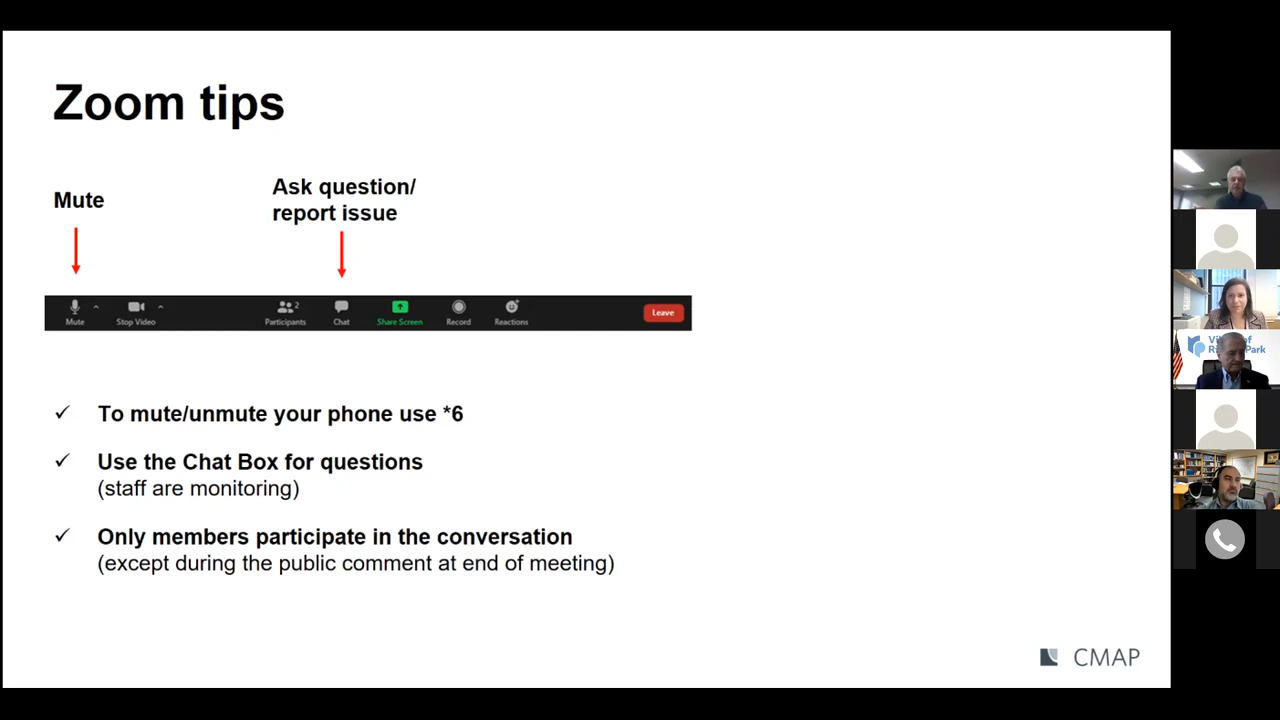 Zoom tips
Mute
Ask question/
report issue
Mute
Stop Video
Participants
2
Chat
Share Screen
Record
Reactions
Leave
✓ To mute/unmute your phone use *6
✓ Use the Chat Box for questions
(staff are monitoring)
✓ Only members participate in the conversation
(except during the public comment at end of meeting)
CMAP